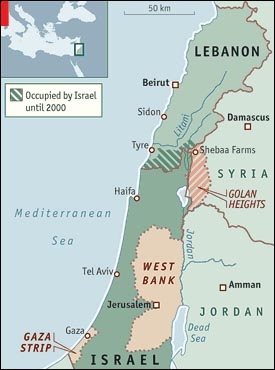 50 km
LEBANON
Occupied by Israel
until 2000
Beirut
Sidon
Litani
Damascus
Tyre
Shebaa Farms
SYRIA
Haifa
GOLAN
HEIGHTS
Mediterranean
Sea
Jordan
Tel Aviv
WEST
BANK
Amman
Jerusalem
JORDAN
Gaza
Dead
Sea
GAZA
STRIP
ISRAEL